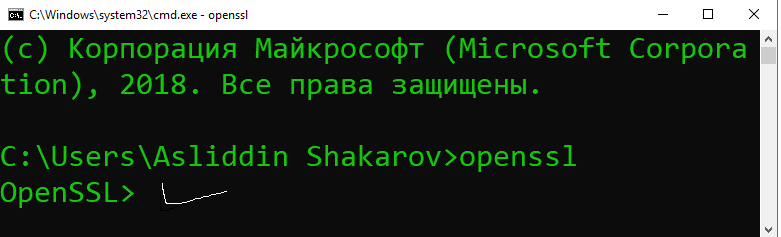 C:\Windows\system32\cmd.exe - openssl
(c) Корпорация Майкрософт (Microsoft Corpora
tion), 2018. Все права защищены.
C:\Users\Asliddin Shakarov>openssl
OpenSSL>